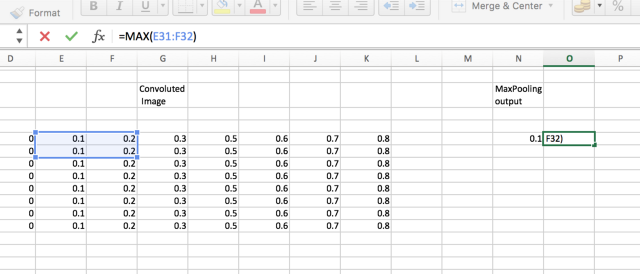 B I U A Merge & Center %
Format
fx =MAX(E31:F32)
D E F G H I J K L M N O P
Convoluted MaxPooling
Image output
0 0.1 0.2 0.3 0.5 0.6 0.7 0.8 0.1 F32)
0 0.1 0.2 0.3 0.5 0.6 0.7 0.8
0 0.1 0.2 0.3 0.5 0.6 0.7 0.8
0 0.1 0.2 0.3 0.5 0.6 0.7 0.8
0 0.1 0.2 0.3 0.5 0.6 0.7 0.8
0 0.1 0.2 0.3 0.5 0.6 0.7 0.8
0 0.1 0.2 0.3 0.5 0.6 0.7 0.8
0 0.1 0.2 0.3 0.5 0.6 0.7 0.8